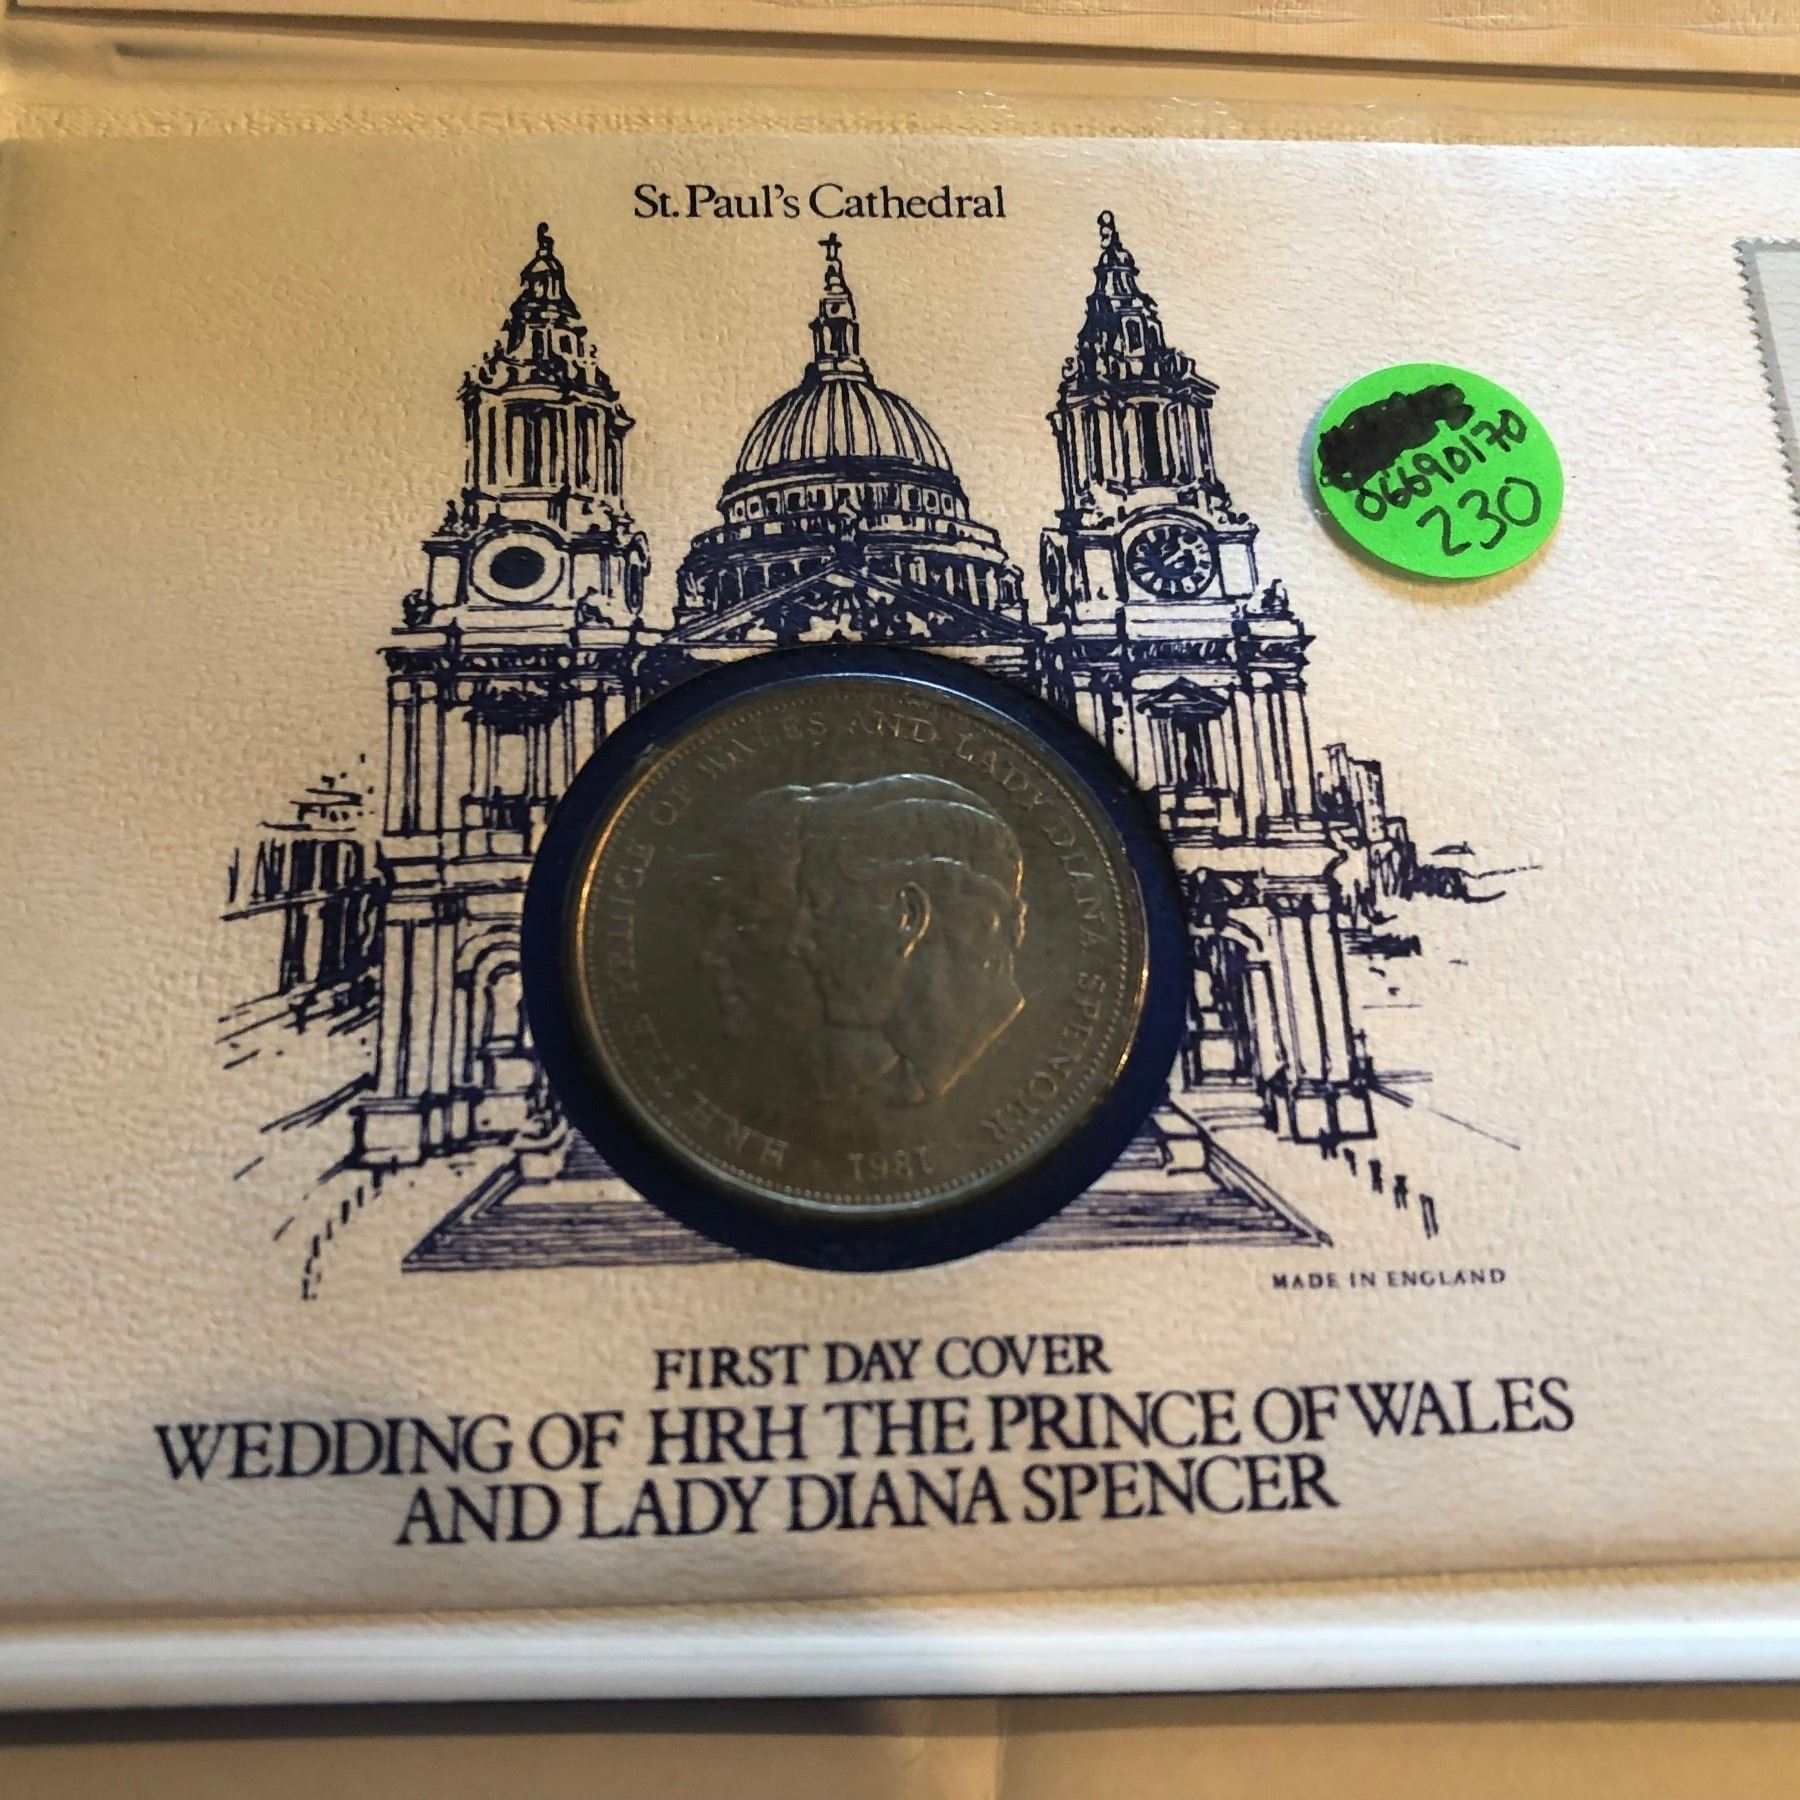 St. Paul's Cathedral
06690170
230
H.R.H. THE PRINCE OF WALES AND LADY DIANA SPENCER
1981
MADE IN ENGLAND
FIRST DAY COVER
WEDDING OF HRH THE PRINCE OF WALES
AND LADY DIANA SPENCER